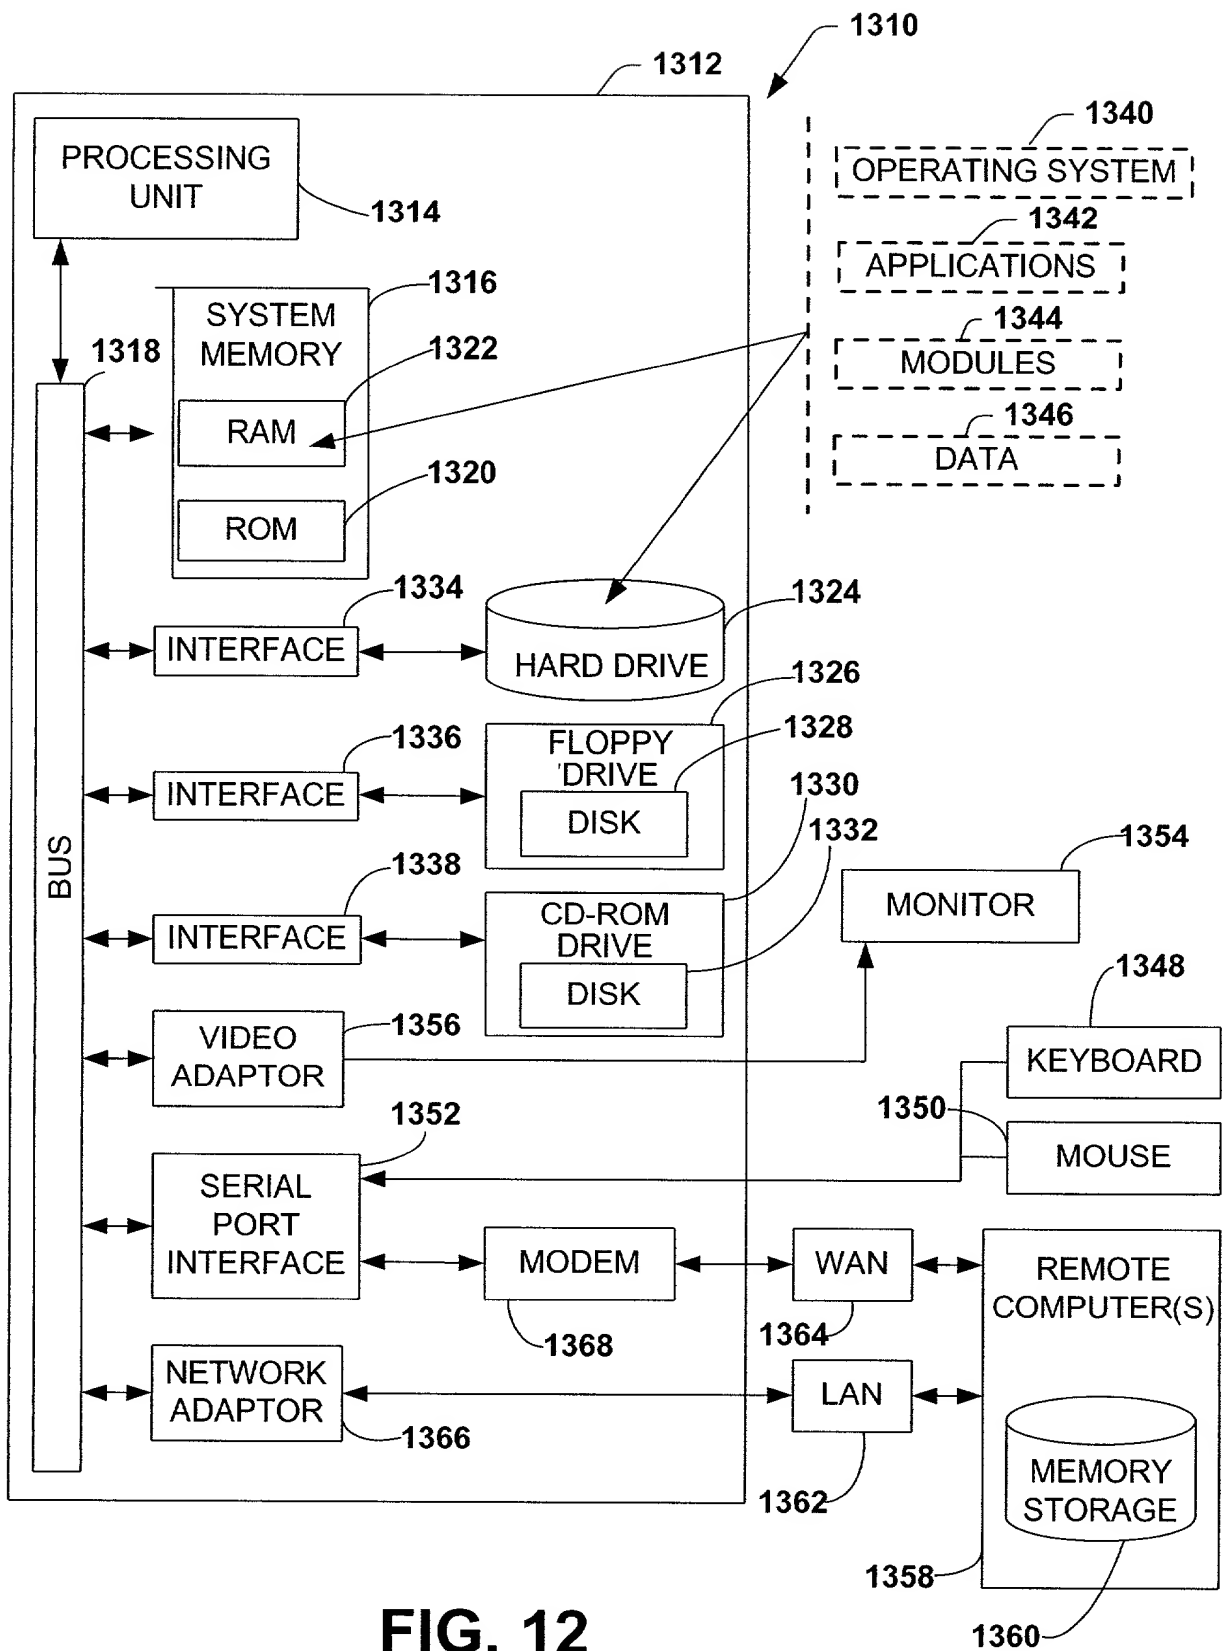 1310
1312
PROCESSING
UNIT
1314
1340
OPERATING SYSTEM
1342
APPLICATIONS
1344
MODULES
1346
DATA
1316
SYSTEM
MEMORY
1318
1322
RAM
1320
ROM
1334
INTERFACE
1324
HARD DRIVE
1326
1336
INTERFACE
FLOPPY
DRIVE
1328
DISK
1330
1332
BUS
1338
INTERFACE
CD-ROM
DRIVE
DISK
1354
MONITOR
1356
VIDEO
ADAPTOR
1348
KEYBOARD
1350
MOUSE
1352
SERIAL
PORT
INTERFACE
MODEM
1368
WAN
1364
REMOTE
COMPUTER(S)
NETWORK
ADAPTOR
1366
LAN
1362
MEMORY
STORAGE
1358
1360
FIG. 12